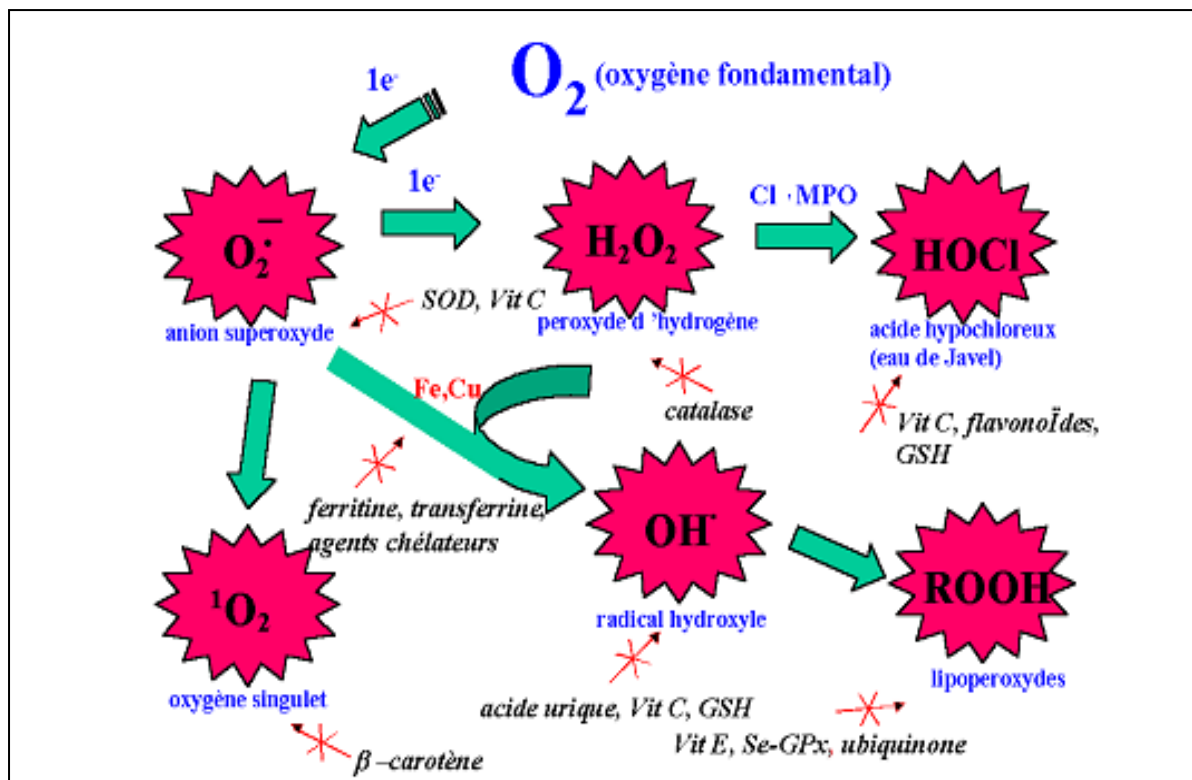 O₂ (oxygène fondamental)
1e⁻
1e⁻
Cl⁻·MPO
O₂·⁻
H₂O₂
HOCl
SOD, Vit C
anion superoxyde
peroxyde d ’hydrogène
acide hypochloreux
(eau de Javel)
Fe,Cu
catalase
Vit C, flavonoÏdes,
GSH
ferritine, transferrine,
agents chélateurs
OH·
¹O₂
ROOH
radical hydroxyle
oxygène singulet
lipoperoxydes
acide urique, Vit C, GSH
Vit E, Se-GPx, ubiquinone
β –carotène